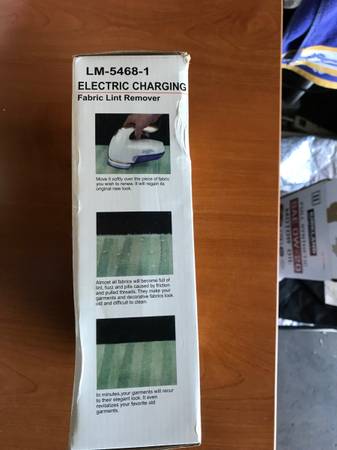 LM-5468-1
ELECTRIC CHARGING
Fabric Lint Remover
Move it softly over the piece of fabric
you wish to renew. It will regain its
original new look.
Almost all fabrics will become full of
lint, fuzz and pills caused by friction
and pulled threads. They make your
garments and decorative fabrics look
old and difficult to clean.
In minutes,your garments will recur
to their elegant look. It even
revitalizes your favorite old
garments.